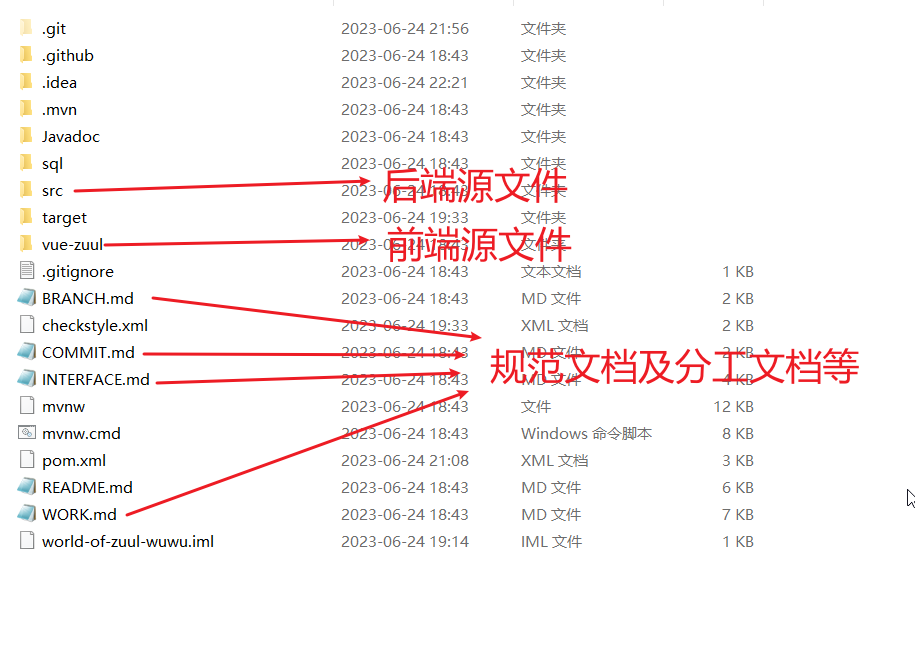 .git 2023-06-24 21:56 文件夹
.github 2023-06-24 18:43 文件夹
.idea 2023-06-24 22:21 文件夹
.mvn 2023-06-24 18:43 文件夹
Javadoc 2023-06-24 18:43 文件夹
sql 2023-06-24 18:43 文件夹
src 2023-06-24 18:43 文件夹
后端源文件
target 2023-06-24 19:33 文件夹
vue-zuul 2023-06-24 18:43 文件夹
前端源文件
.gitignore 2023-06-24 18:43 文本文档 1 KB
BRANCH.md 2023-06-24 18:43 MD 文件 2 KB
checkstyle.xml 2023-06-24 19:33 XML 文档 2 KB
COMMIT.md 2023-06-24 18:43 MD 文件 2 KB
规范文档及分工文档等
INTERFACE.md 2023-06-24 18:43 MD 文件 4 KB
mvnw 2023-06-24 18:43 文件 12 KB
mvnw.cmd 2023-06-24 18:43 Windows 命令脚本 8 KB
pom.xml 2023-06-24 21:08 XML 文档 3 KB
README.md 2023-06-24 18:43 MD 文件 6 KB
WORK.md 2023-06-24 18:43 MD 文件 7 KB
world-of-zuul-wuwu.iml 2023-06-24 19:14 IML 文件 1 KB